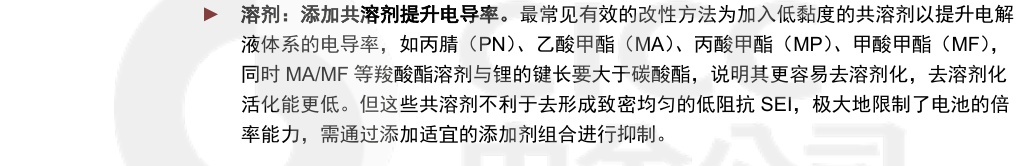 ► 溶剂：添加共溶剂提升电导率。最常见有效的改性方法为加入低黏度的共溶剂以提升电解
液体系的电导率，如丙腈（PN）、乙酸甲酯（MA）、丙酸甲酯（MP）、甲酸甲酯（MF），
同时 MA/MF 等羧酸酯溶剂与锂的键长要大于碳酸酯，说明其更容易去溶剂化，去溶剂化
活化能更低。但这些共溶剂不利于去形成致密均匀的低阻抗 SEI，极大地限制了电池的倍
率能力，需通过添加适宜的添加剂组合进行抑制。